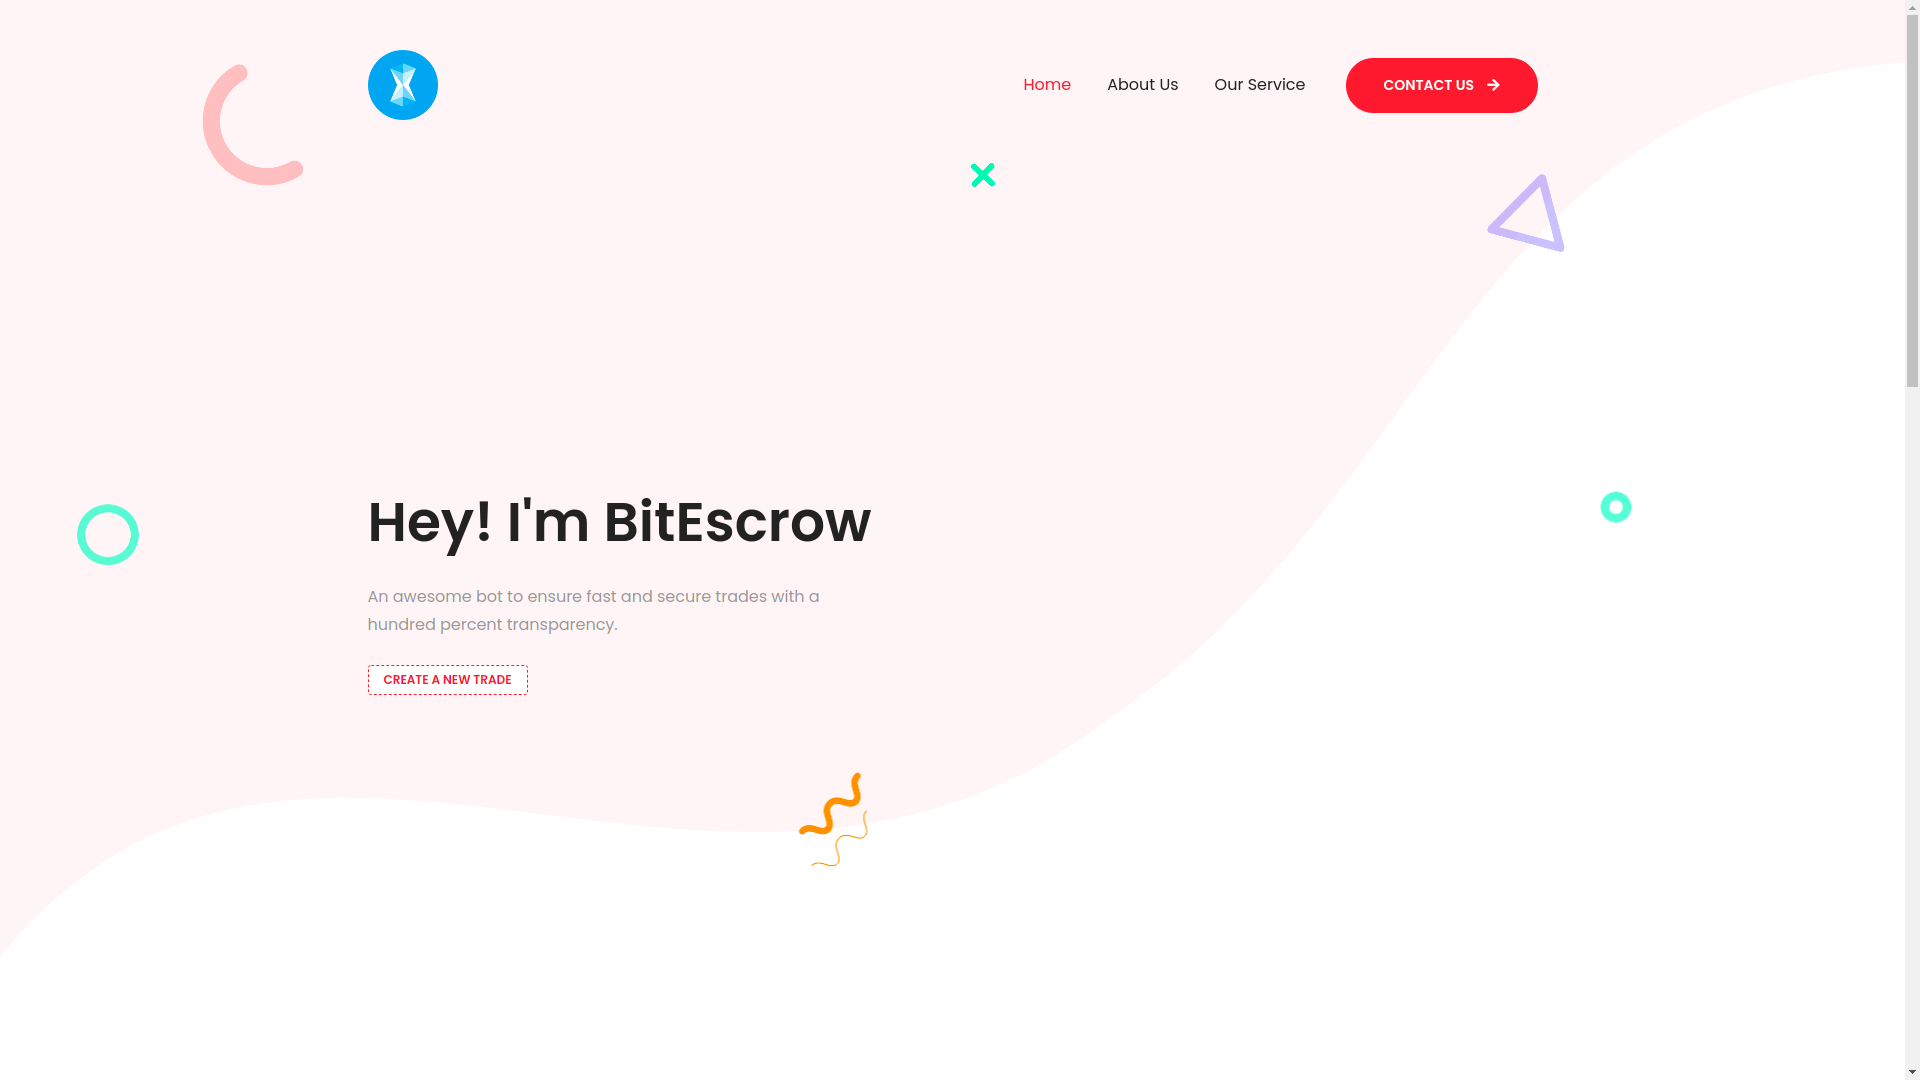 Home
About Us
Our Service
CONTACT US
Hey! I'm BitEscrow
An awesome bot to ensure fast and secure trades with a
hundred percent transparency.
CREATE A NEW TRADE